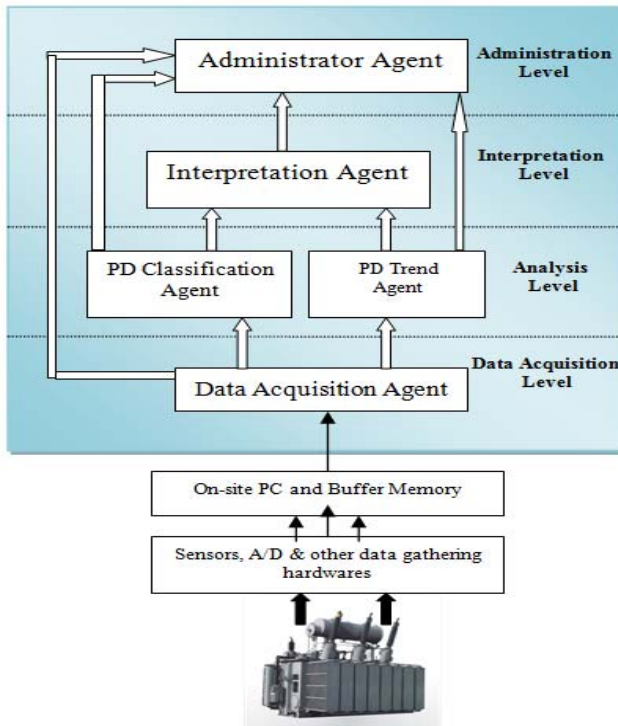 Administrator Agent
Administration
Level
Interpretation Agent
Interpretation
Level
PD Classification
Agent
PD Trend
Agent
Analysis
Level
Data Acquisition Agent
Data Acquisition
Level
On-site PC and Buffer Memory
Sensors, A/D & other data gathering
hardwares